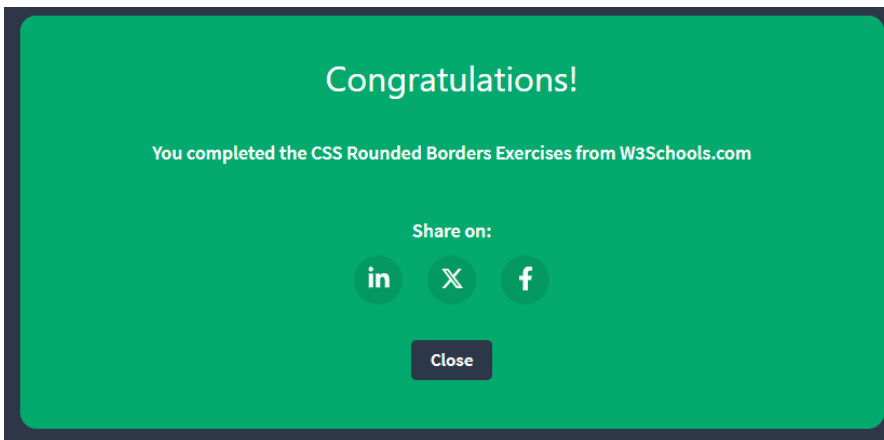 Congratulations!
You completed the CSS Rounded Borders Exercises from W3Schools.com
Share on:
in X f
Close